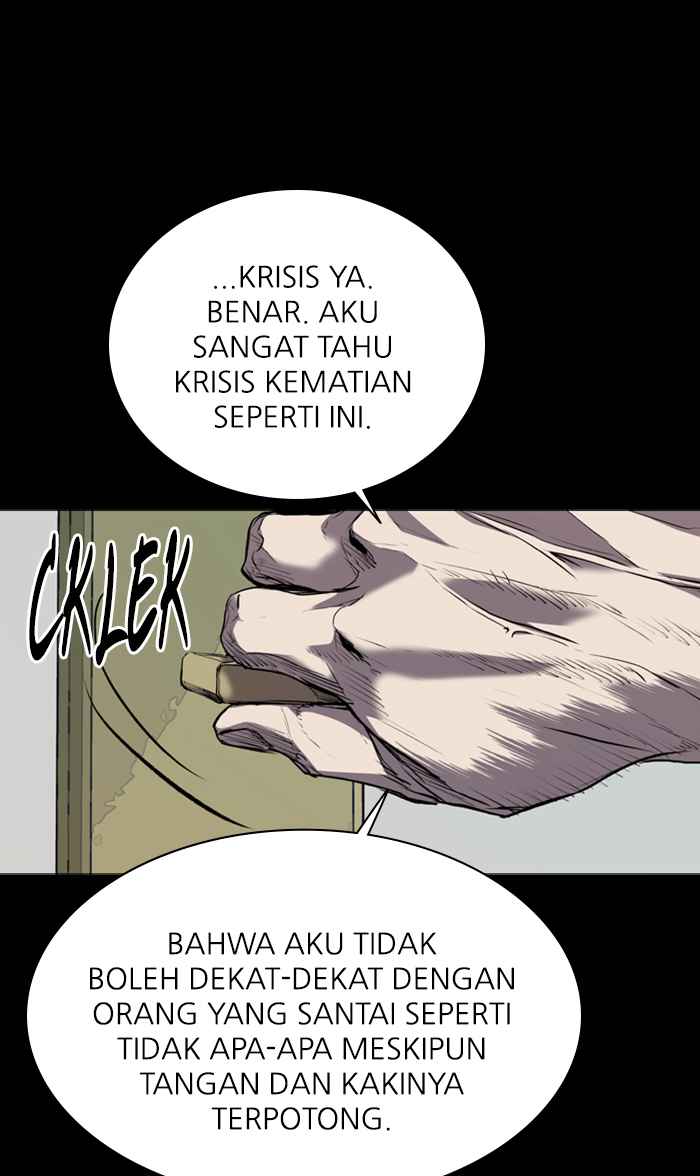 ...KRISIS YA.
BENAR. AKU
SANGAT TAHU
KRISIS KEMATIAN
SEPERTI INI.
CKLEK
BAHWA AKU TIDAK
BOLEH DEKAT-DEKAT DENGAN
ORANG YANG SANTAI SEPERTI
TIDAK APA-APA MESKIPUN
TANGAN DAN KAKINYA
TERPOTONG.